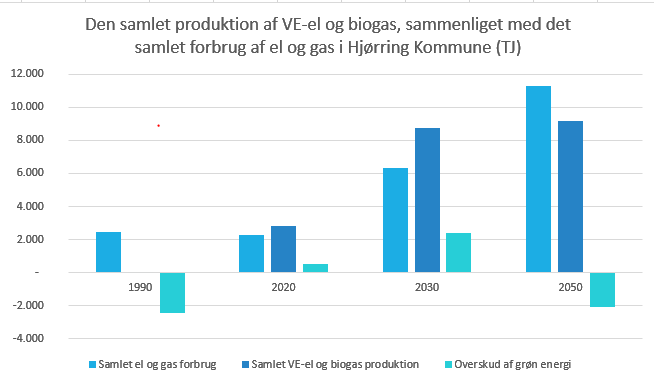 Den samlet produktion af VE-el og biogas, sammenliget med det
samlet forbrug af el og gas i Hjørring Kommune (TJ)
12.000
10.000
8.000
6.000
4.000
2.000
-
-2.000
-4.000
1990 2020 2030 2050
Samlet el og gas forbrug Samlet VE-el og biogas produktion Overskud af grøn energi